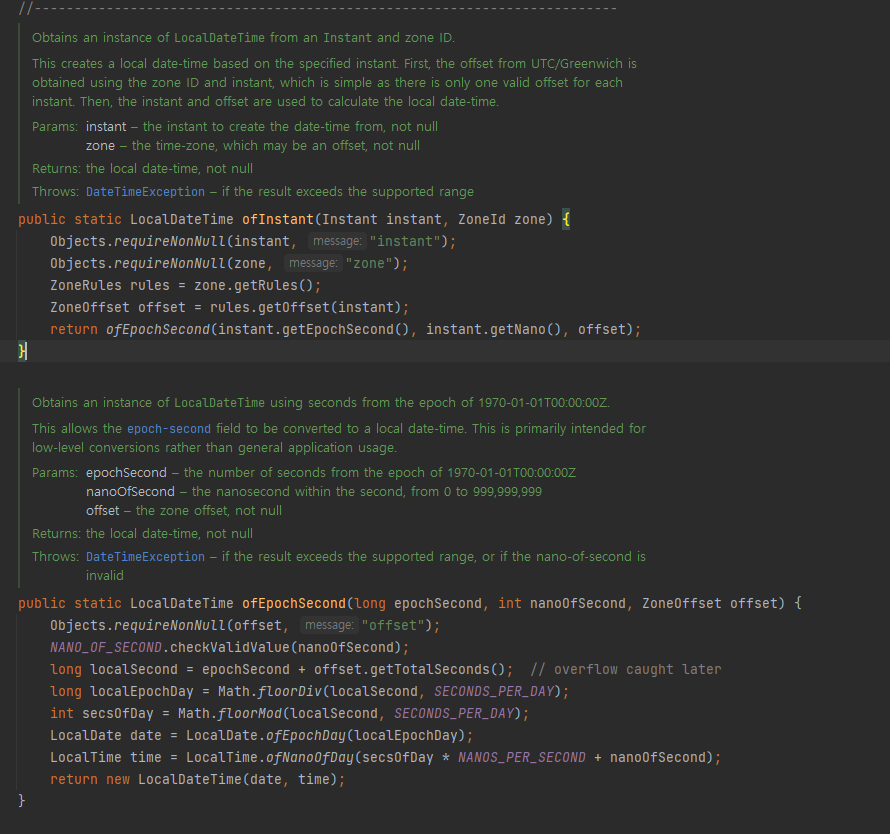 //----------------------------------------------------------------------
Obtains an instance of LocalDateTime from an Instant and zone ID.
This creates a local date-time based on the specified instant. First, the offset from UTC/Greenwich is
obtained using the zone ID and instant, which is simple as there is only one valid offset for each
instant. Then, the instant and offset are used to calculate the local date-time.
Params: instant – the instant to create the date-time from, not null
zone – the time-zone, which may be an offset, not null
Returns: the local date-time, not null
Throws: DateTimeException – if the result exceeds the supported range
public static LocalDateTime ofInstant(Instant instant, ZoneId zone) {
Objects.requireNonNull(instant, message: "instant");
Objects.requireNonNull(zone, message: "zone");
ZoneRules rules = zone.getRules();
ZoneOffset offset = rules.getOffset(instant);
return ofEpochSecond(instant.getEpochSecond(), instant.getNano(), offset);
}
Obtains an instance of LocalDateTime using seconds from the epoch of 1970-01-01T00:00:00Z.
This allows the epoch-second field to be converted to a local date-time. This is primarily intended for
low-level conversions rather than general application usage.
Params: epochSecond – the number of seconds from the epoch of 1970-01-01T00:00:00Z
nanoOfSecond – the nanosecond within the second, from 0 to 999,999,999
offset – the zone offset, not null
Returns: the local date-time, not null
Throws: DateTimeException – if the result exceeds the supported range, or if the nano-of-second is
invalid
public static LocalDateTime ofEpochSecond(long epochSecond, int nanoOfSecond, ZoneOffset offset) {
Objects.requireNonNull(offset, message: "offset");
NANO_OF_SECOND.checkValidValue(nanoOfSecond);
long localSecond = epochSecond + offset.getTotalSeconds();  // overflow caught later
long localEpochDay = Math.floorDiv(localSecond, SECONDS_PER_DAY);
int secsOfDay = Math.floorMod(localSecond, SECONDS_PER_DAY);
LocalDate date = LocalDate.ofEpochDay(localEpochDay);
LocalTime time = LocalTime.ofNanoOfDay(secsOfDay * NANOS_PER_SECOND + nanoOfSecond);
return new LocalDateTime(date, time);
}